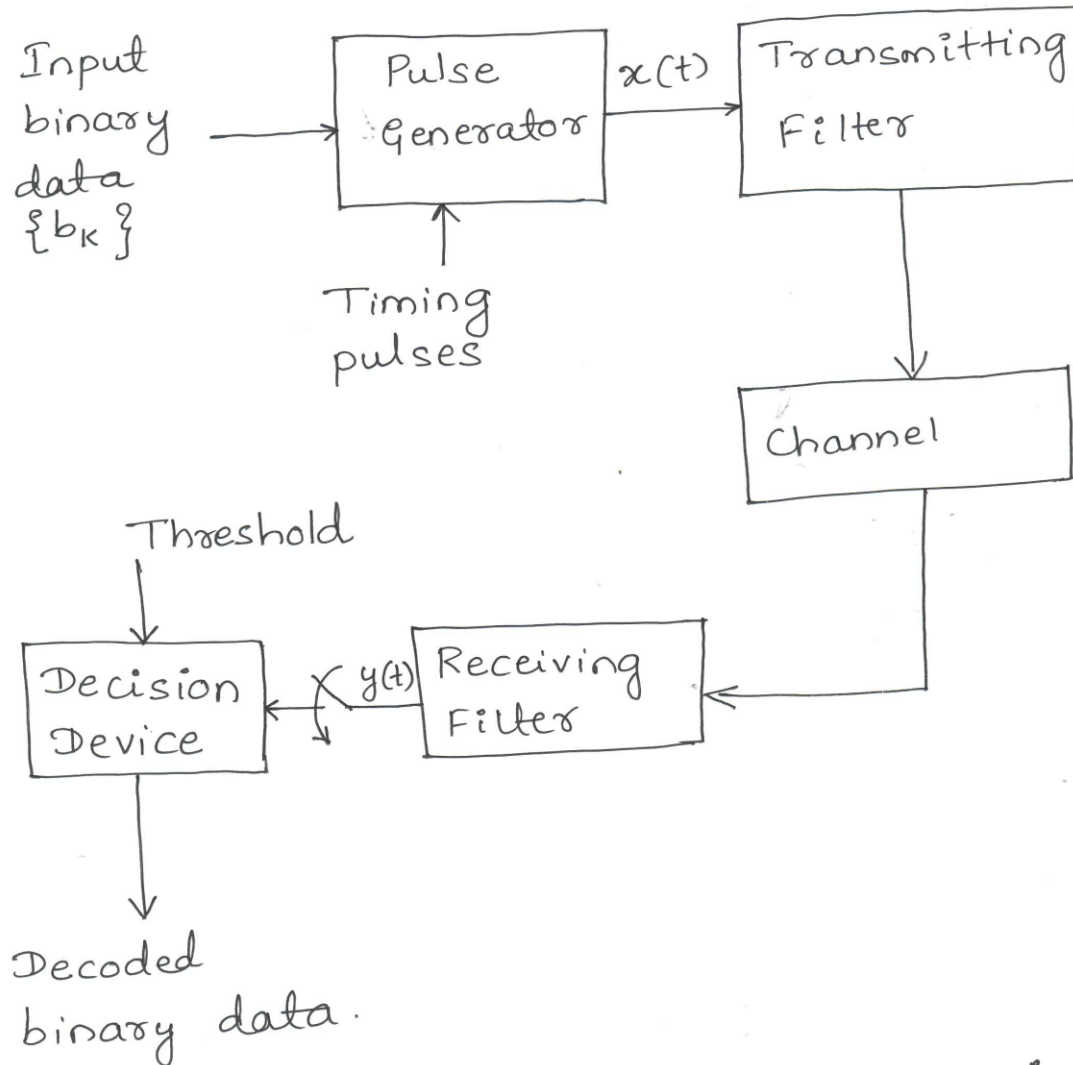 Input
binary
data
{bK}
Pulse
Generator
x(t)
Transmitting
Filter
Timing
pulses
Channel
Threshold
Decision
Device
y(t)
Receiving
Filter
Decoded
binary data.